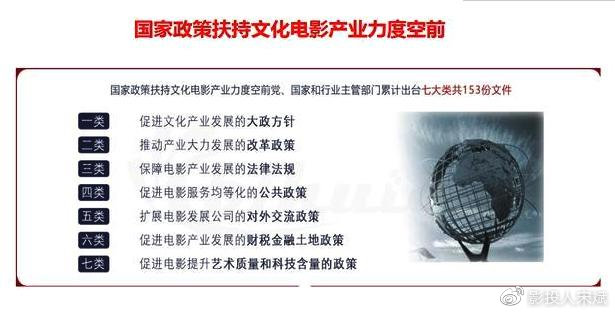 国家政策扶持文化电影产业力度空前
国家政策扶持文化电影产业力度空前党、国家和行业主管部门累计出台七大类共153份文件
一类 促进文化产业发展的大政方针
二类 推动产业大力发展的改革政策
三类 保障电影产业发展的法律法规
四类 促进电影服务均等化的公共政策
五类 扩展电影发展公司的对外交流政策
六类 促进电影产业发展的财税金融土地政策
七类 促进电影提升艺术质量和科技含量的政策
@影投人宋斌